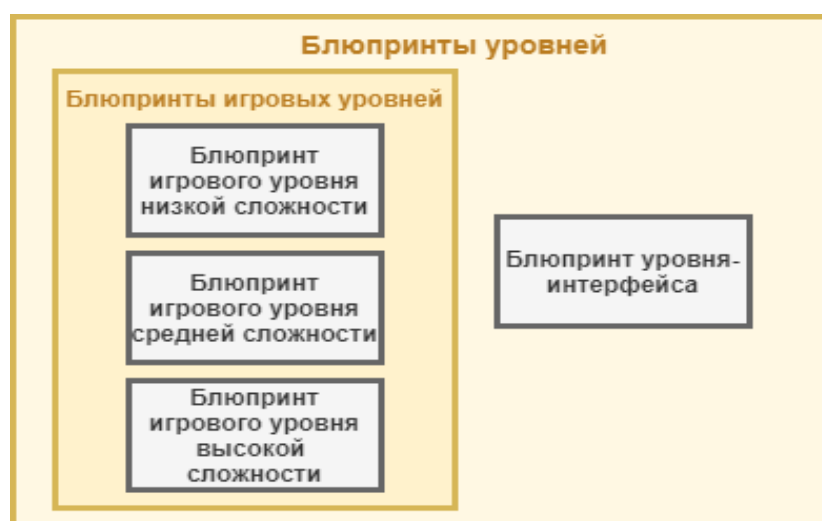 Блюпринты уровней
Блюпринты игровых уровней
Блюпринт
игрового уровня
низкой сложности
Блюпринт
игрового уровня
средней сложности
Блюпринт
игрового уровня
высокой
сложности
Блюпринт уровня-
интерфейса